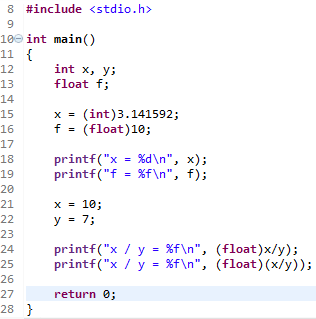 8 #include <stdio.h>
9
10 int main()
11 {
12     int x, y;
13     float f;
14
15     x = (int)3.141592;
16     f = (float)10;
17
18     printf("x = %d\n", x);
19     printf("f = %f\n", f);
20
21     x = 10;
22     y = 7;
23
24     printf("x / y = %f\n", (float)x/y);
25     printf("x / y = %f\n", (float)(x/y));
26
27     return 0;
28 }